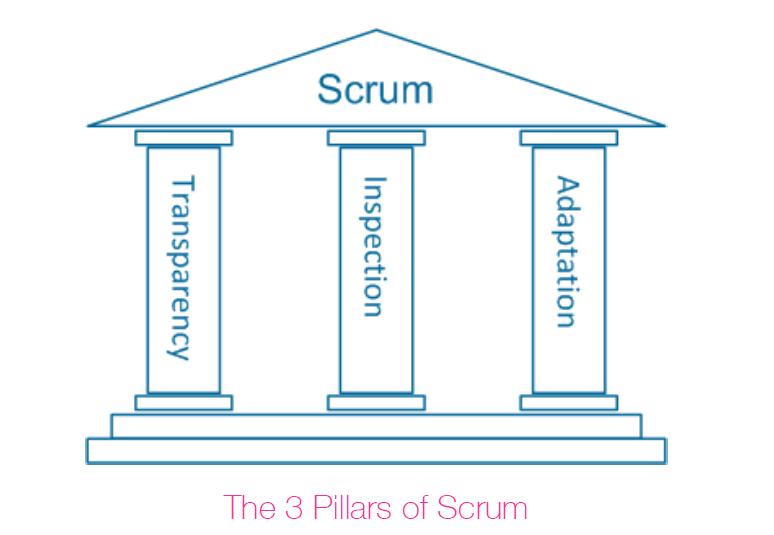 Scrum
Transparency
Inspection
Adaptation
The 3 Pillars of Scrum